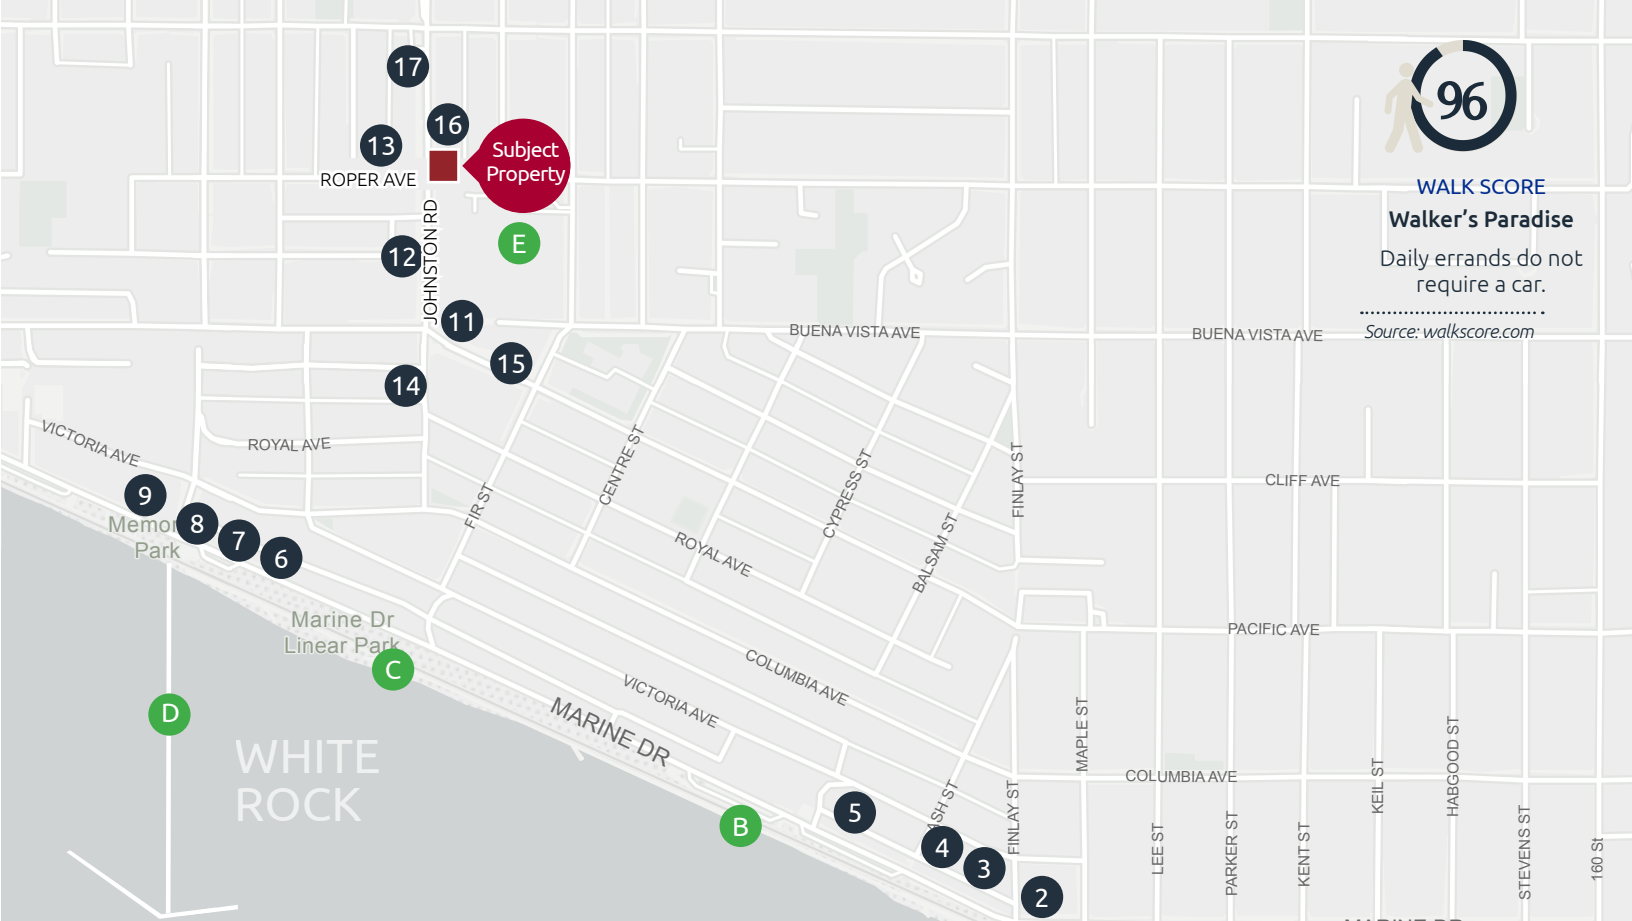 17
16
13
Subject
Property
ROPER AVE
96
WALK SCORE
Walker’s Paradise
Daily errands do not
require a car.
Source: walkscore.com
JOHNSTON RD
E
12
11
15
14
BUENA VISTA AVE
BUENA VISTA AVE
VICTORIA AVE
ROYAL AVE
CENTRE ST
FIR ST
CYPRESS ST
FINLAY ST
CLIFF AVE
9
8
7
6
Memor
Park
ROYAL AVE
BALSAM ST
Marine Dr
Linear Park
C
D
PACIFIC AVE
COLUMBIA AVE
VICTORIA AVE
MARINE DR
WHITE
ROCK
B
5
4
3
2
ASH ST
FINLAY ST
MAPLE ST
COLUMBIA AVE
LEE ST
PARKER ST
KENT ST
KEIL ST
HABGOOD ST
STEVENS ST
160 St
MARINE DR